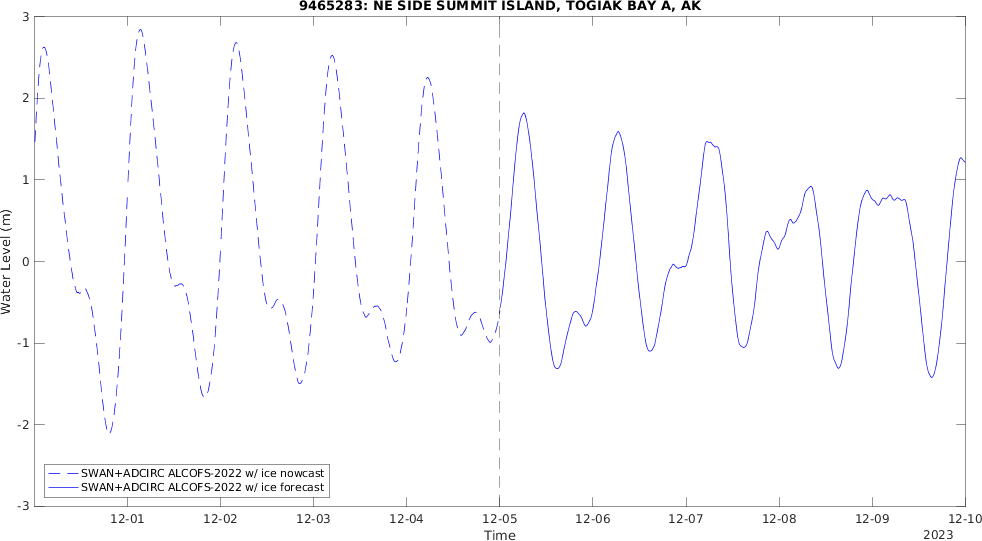 9465283: NE SIDE SUMMIT ISLAND, TOGIAK BAY A, AK
3
2
1
0
-1
-2
-3
Water Level (m)
SWAN+ADCIRC ALCOFS-2022 w/ ice nowcast
SWAN+ADCIRC ALCOFS-2022 w/ ice forecast
12-01 12-02 12-03 12-04 12-05 12-06 12-07 12-08 12-09 12-10
Time
2023